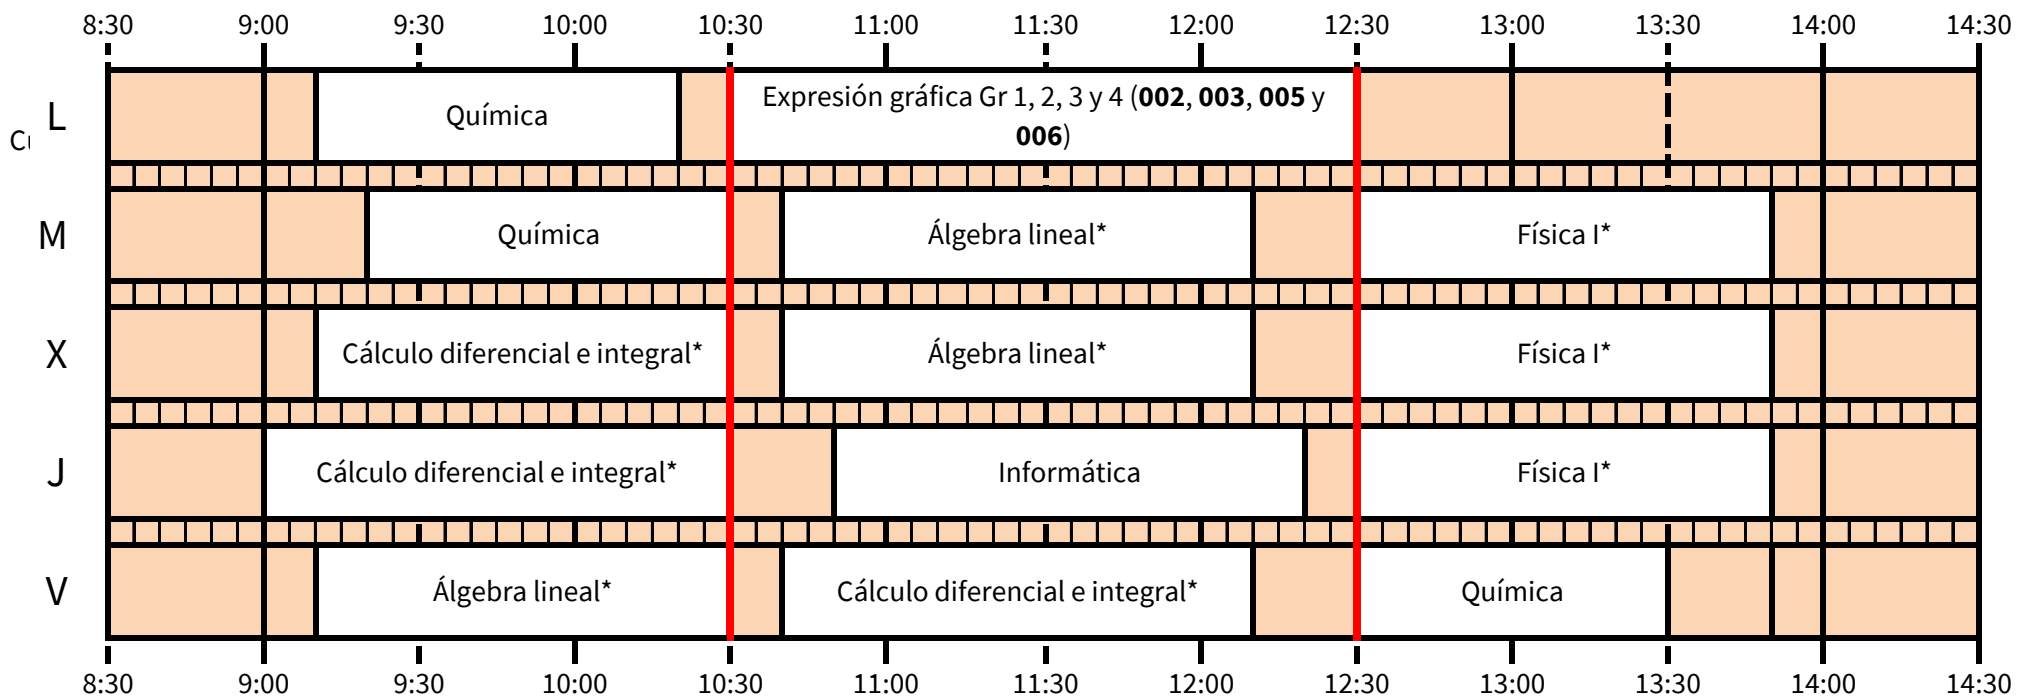 8:30 9:00 9:30 10:00 10:30 11:00 11:30 12:00 12:30 13:00 13:30 14:00 14:30
L Química Expresión gráfica Gr 1, 2, 3 y 4 (002, 003, 005 y
006)
M Química Álgebra lineal* Física I*
X Cálculo diferencial e integral* Álgebra lineal* Física I*
J Cálculo diferencial e integral* Informática Física I*
V Álgebra lineal* Cálculo diferencial e integral* Química
8:30 9:00 9:30 10:00 10:30 11:00 11:30 12:00 12:30 13:00 13:30 14:00 14:30